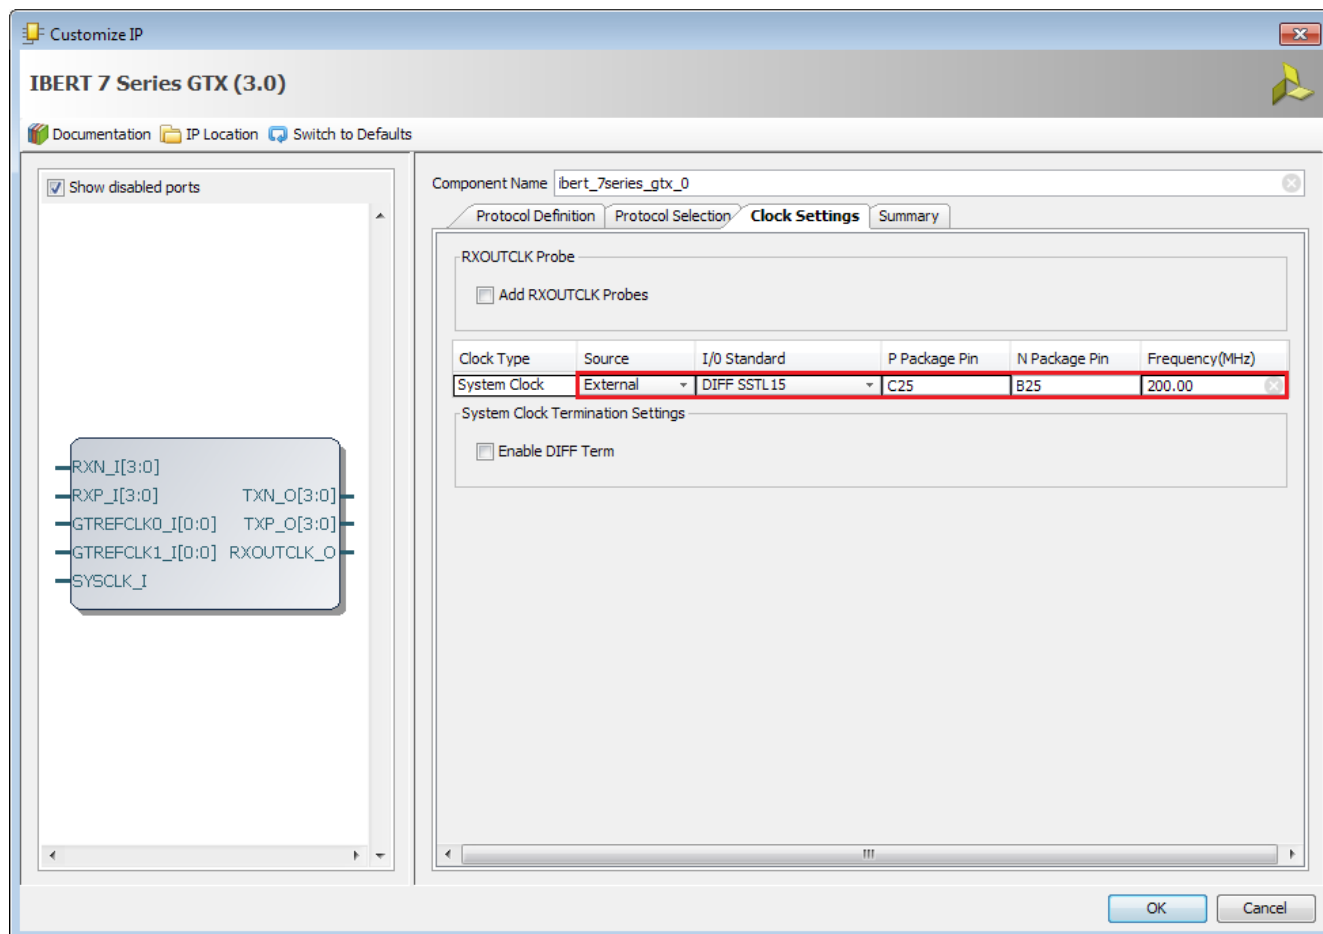 Customize IP
IBERT 7 Series GTX (3.0)
Documentation IP Location Switch to Defaults
Show disabled ports
RXN_I[3:0]
RXP_I[3:0] TXN_O[3:0]
GTREFCLK0_I[0:0] TXP_O[3:0]
GTREFCLK1_I[0:0] RXOUTCLK_O
SYSCLK_I
Component Name ibert_7series_gtx_0
Protocol Definition Protocol Selection Clock Settings Summary
RXOUTCLK Probe
Add RXOUTCLK Probes
Clock Type Source I/0 Standard P Package Pin N Package Pin Frequency(MHz)
System Clock External DIFF SSTL15 C25 B25 200.00
System Clock Termination Settings
Enable DIFF Term
OK Cancel